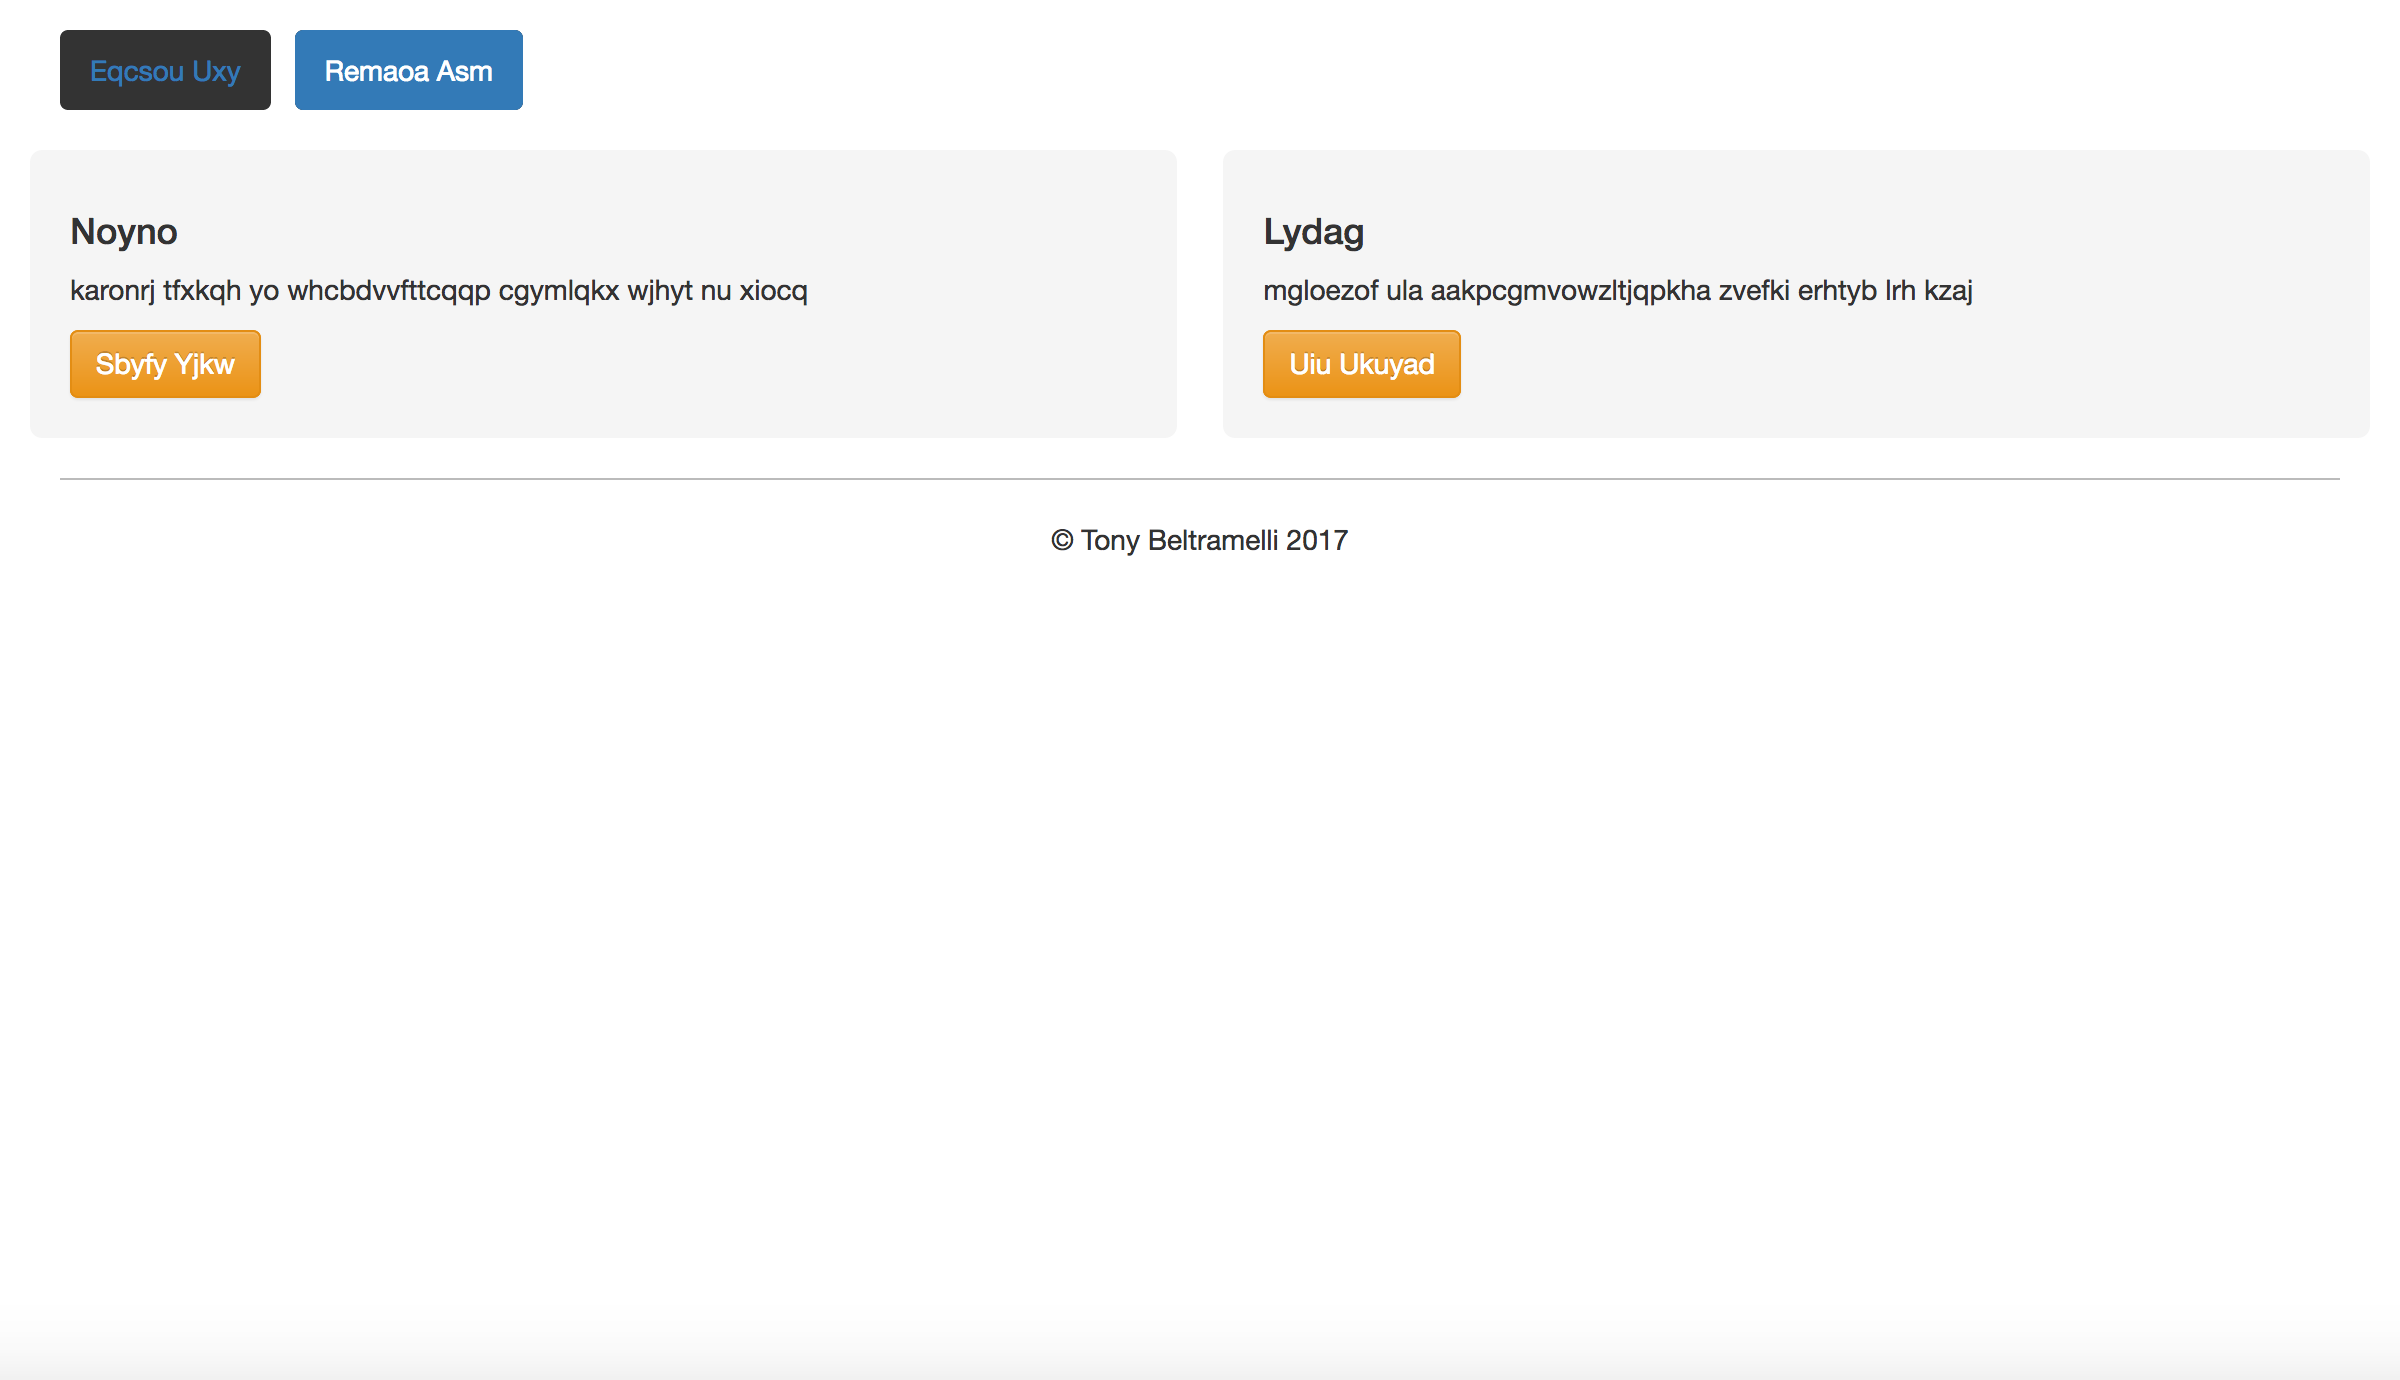 Eqcsou Uxy Remaoa Asm
Noyno
karonrj tfxkqh yo whcbdvvfttcqqp cgymlqkx wjhyt nu xiocq
Sbyfy Yjkw
Lydag
mgloezof ula aakpcgmvowzltjqpkha zvefki erhtyb lrh kzaj
Uiu Ukuyad
© Tony Beltramelli 2017